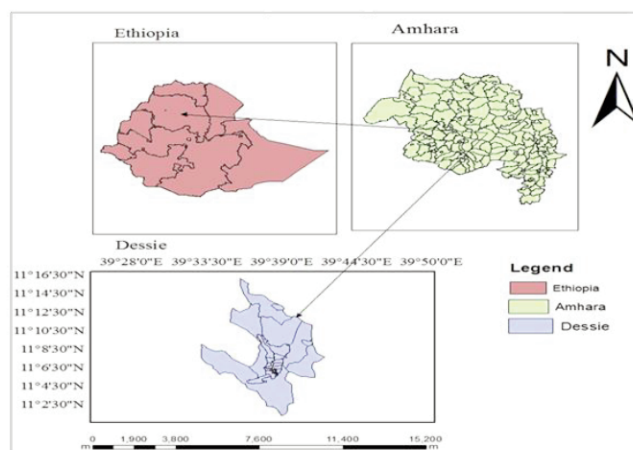 Ethiopia
Amhara
N
Dessie
39°28'0"E 39°33'30"E 39°39'0"E 39°44'30"E 39°50'0"E
11°16'30"N
11°14'30"N
11°12'30"N
11°10'30"N
11°8'30"N
11°6'30"N
11°4'30"N
11°2'30"N
Legend
Ethiopia
Amhara
Dessie
0 1,900 3,800 7,600 11,400 15,200
m